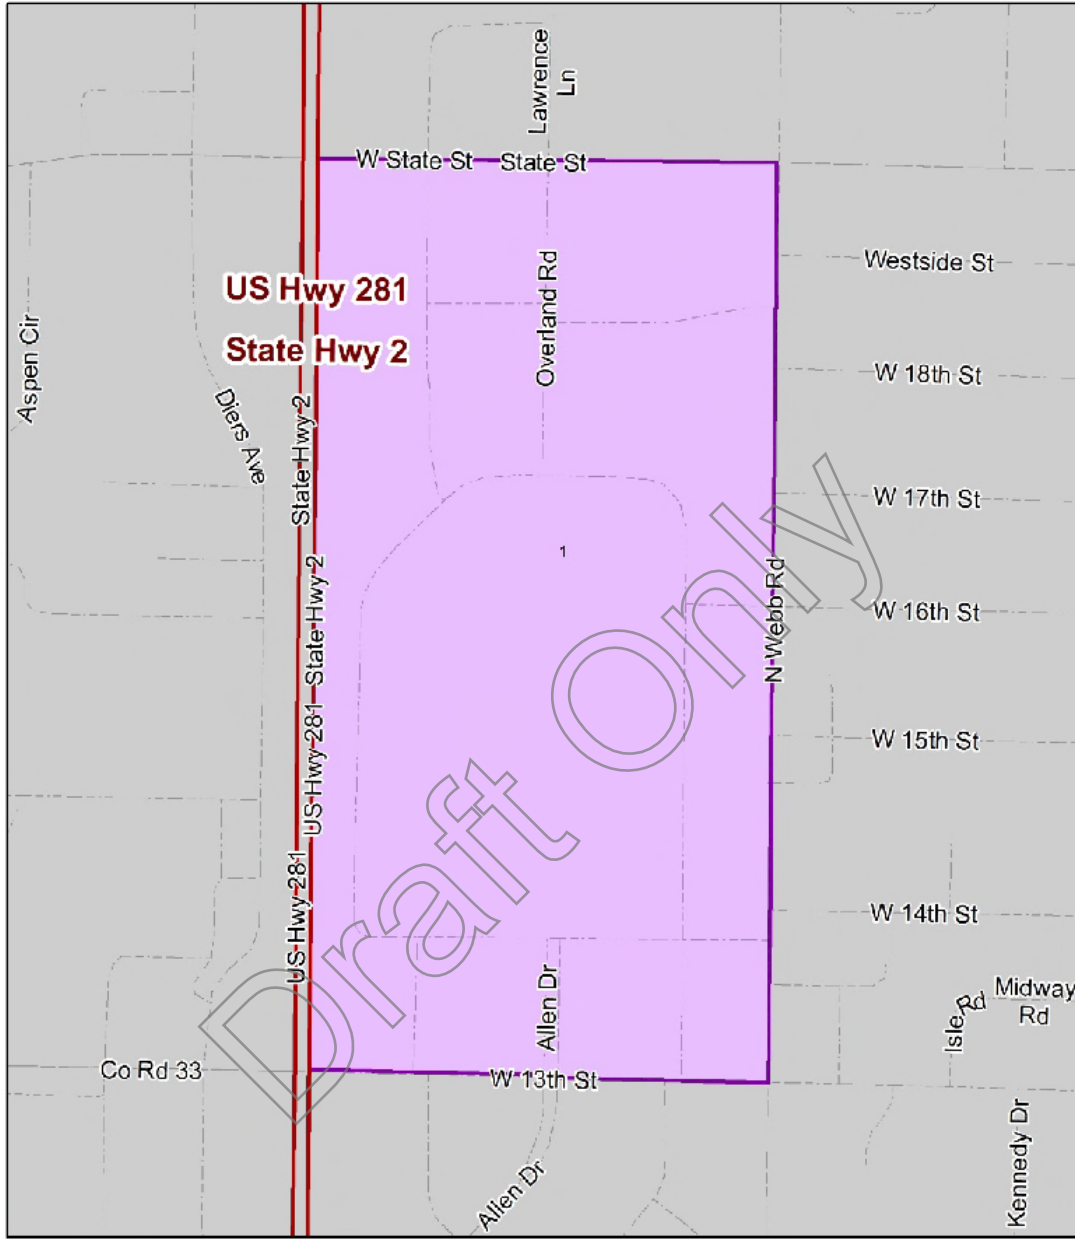 Lawrence
Ln
W State St
State St
Westside St
US Hwy 281
Overland Rd
Aspen Cir
State Hwy 2
W 18th St
Diers Ave
State Hwy 2
W 17th St
1
State Hwy 2
N Webb Rd
W 16th St
US Hwy 281
W 15th St
US Hwy 281
W 14th St
Draft Only
Allen Dr
Isle Rd
Midway
Rd
Co Rd 33
W 13th St
Allen Dr
Kennedy Dr